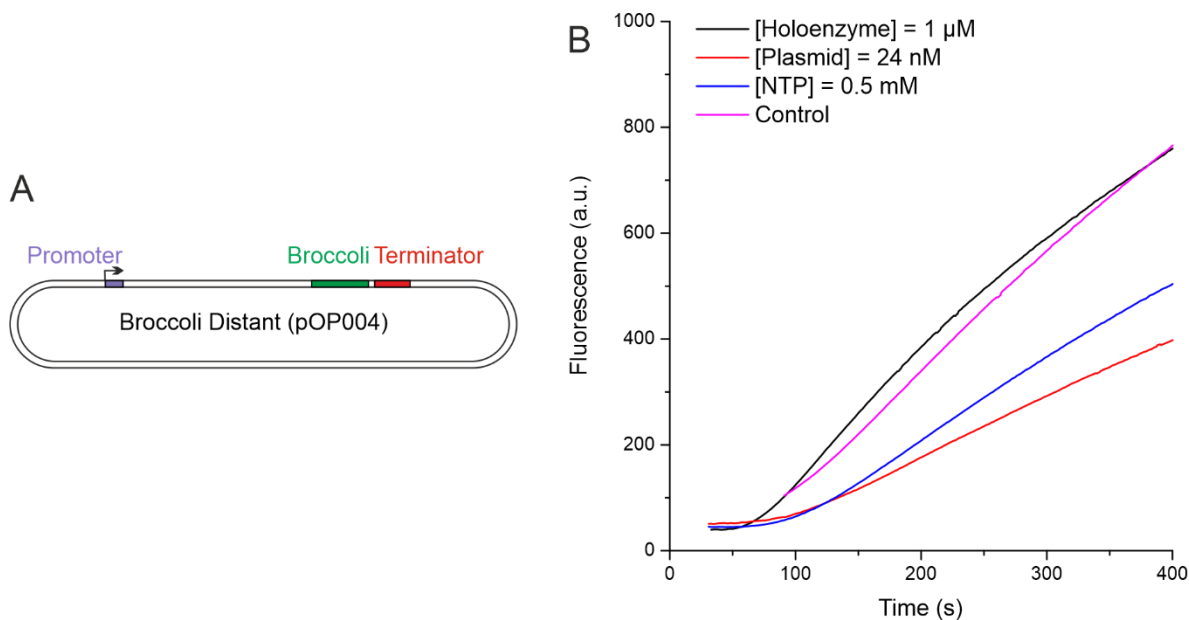 A
Promoter
Broccoli Terminator
Broccoli Distant (pOP004)
B
[Holoenzyme] = 1 µM
[Plasmid] = 24 nM
[NTP] = 0.5 mM
Control
Fluorescence (a.u.)
1000
800
600
400
200
0
0 100 200 300 400
Time (s)